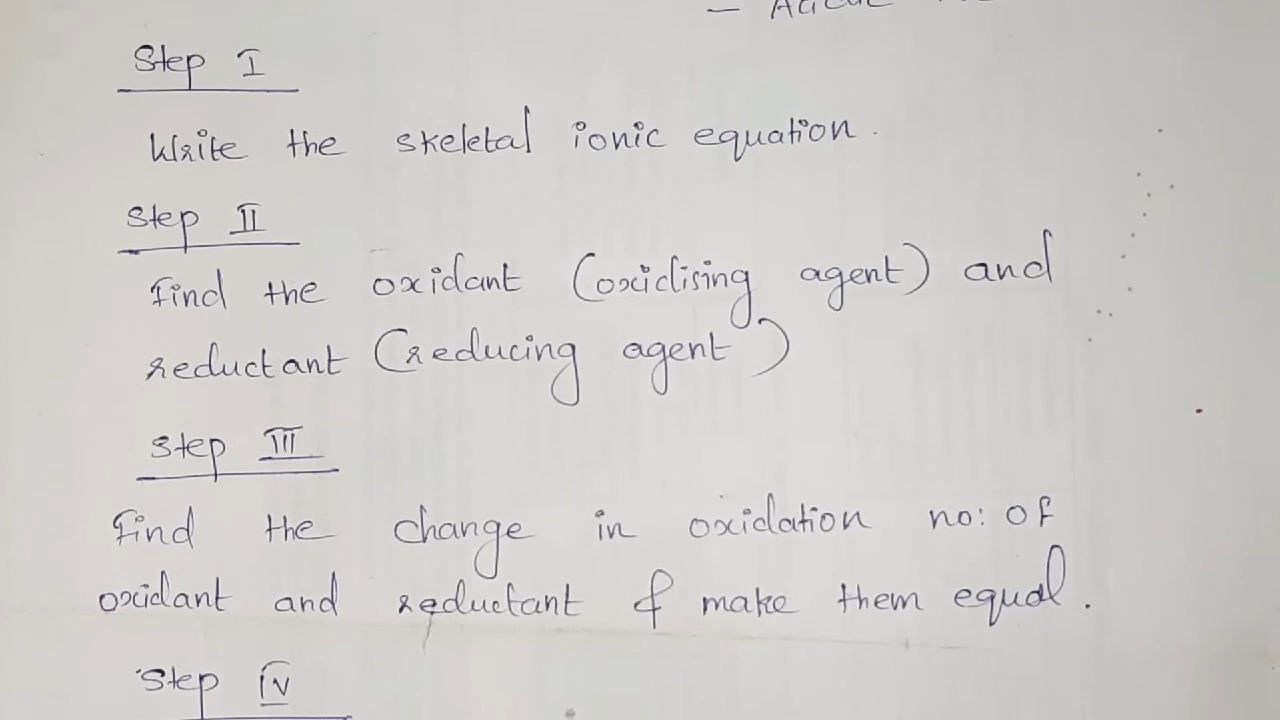 Step I
Write the skeletal ionic equation.
Step II
Find the oxidant (oxidising agent) and
reductant (reducing agent)
Step III
Find the change in oxidation no: of
oxidant and reductant & make them equal.
Step IV